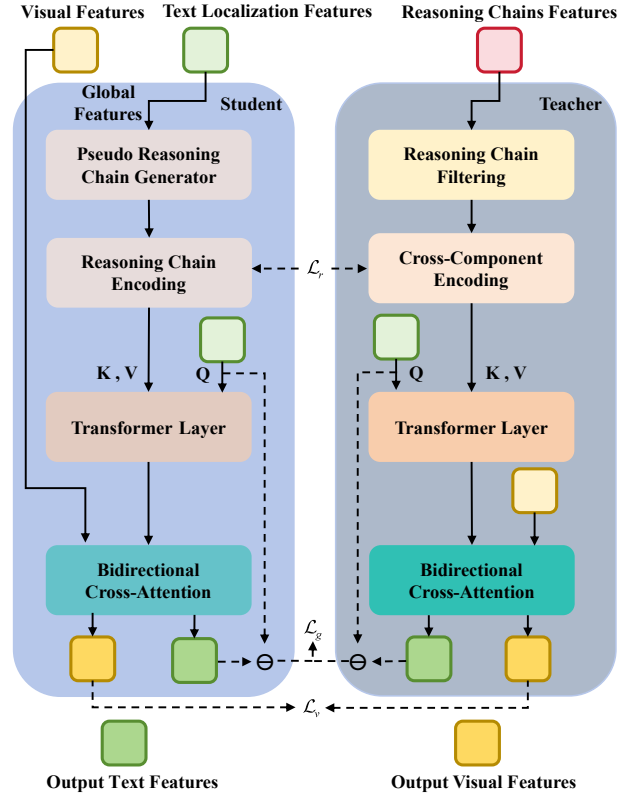 Visual Features
Text Localization Features
Reasoning Chains Features
Global
Features
Student
Teacher
Pseudo Reasoning
Chain Generator
Reasoning Chain
Filtering
Reasoning Chain
Encoding
ℒr
Cross-Component
Encoding
K , V
Q
Q
K , V
Transformer Layer
Transformer Layer
Bidirectional
Cross-Attention
Bidirectional
Cross-Attention
ℒg
ℒv
Output Text Features
Output Visual Features